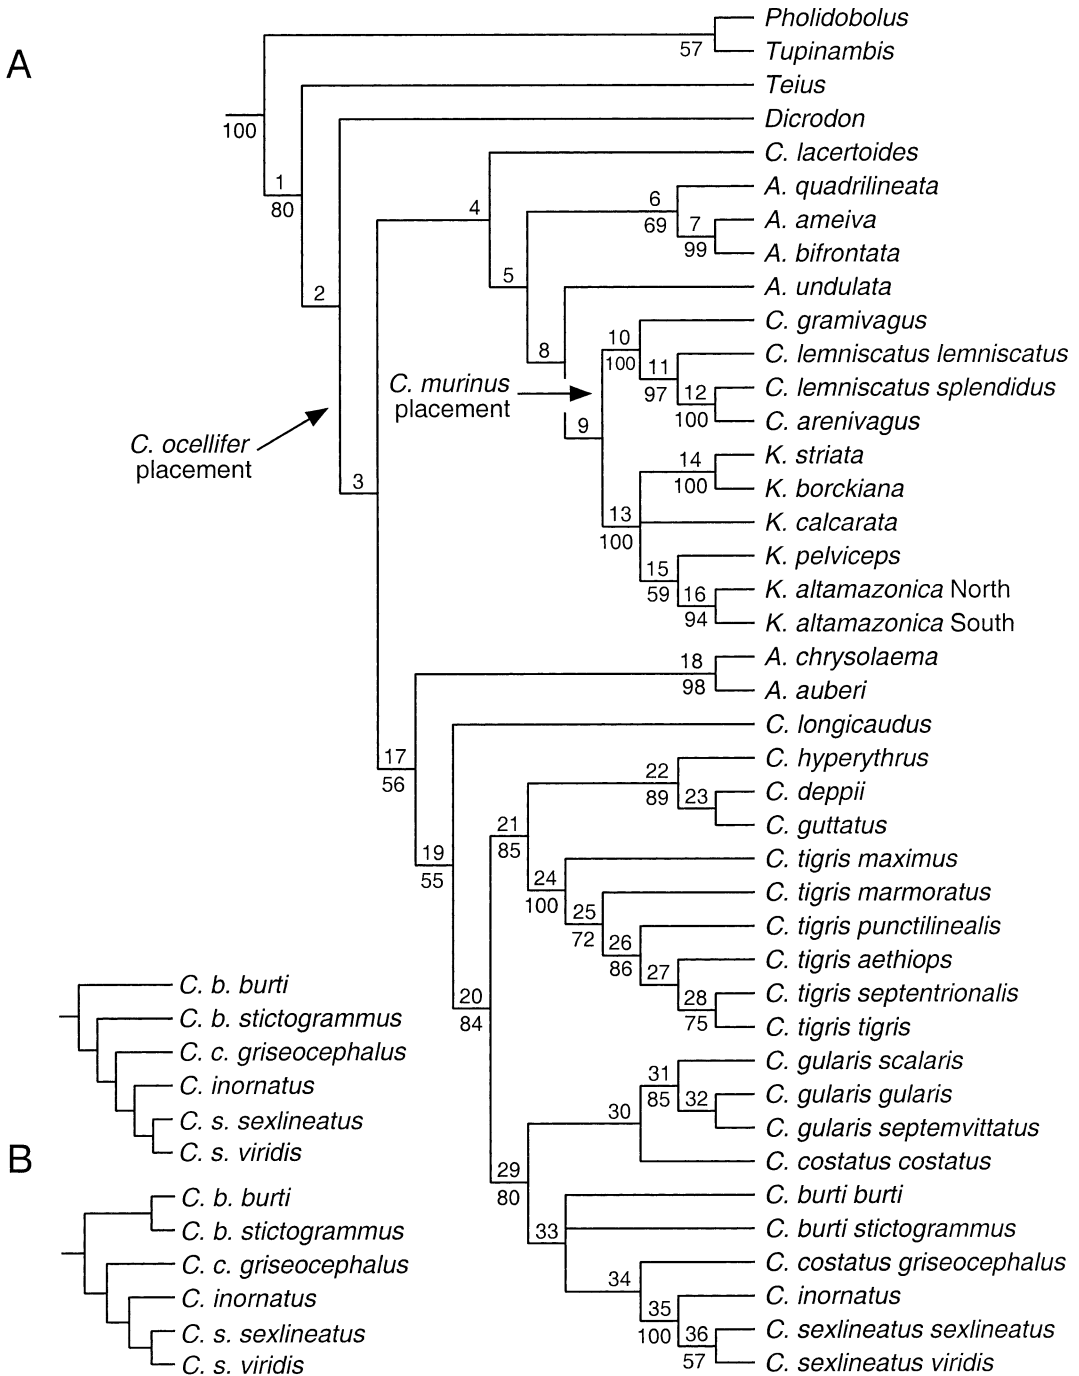 A
Pholidobolus
57
Tupinambis
Teius
100
Dicrodon
C. lacertoides
1
80
4
6
69
A. quadrilineata
7
99
A. ameiva
A. bifrontata
2
5
A. undulata
8
10
100
C. gramivagus
11
97
C. lemniscatus lemniscatus
C. murinus
placement
12
100
C. lemniscatus splendidus
C. arenivagus
C. ocellifer
placement
9
14
100
K. striata
K. borckiana
3
13
100
K. calcarata
15
59
K. pelviceps
16
94
K. altamazonica North
K. altamazonica South
18
98
A. chrysolaema
A. auberi
C. longicaudus
17
56
22
89
C. hyperythrus
23
C. deppii
C. guttatus
21
85
19
55
24
100
C. tigris maximus
25
72
C. tigris marmoratus
26
86
C. tigris punctilinealis
27
C. tigris aethiops
28
75
C. tigris septentrionalis
C. tigris tigris
20
84
31
85
C. gularis scalaris
32
C. gularis gularis
C. gularis septemvittatus
30
C. costatus costatus
29
80
C. burti burti
33
C. burti stictogrammus
34
C. costatus griseocephalus
35
100
C. inornatus
36
57
C. sexlineatus sexlineatus
C. sexlineatus viridis
C. b. burti
C. b. stictogrammus
C. c. griseocephalus
C. inornatus
C. s. sexlineatus
C. s. viridis
B
C. b. burti
C. b. stictogrammus
C. c. griseocephalus
C. inornatus
C. s. sexlineatus
C. s. viridis